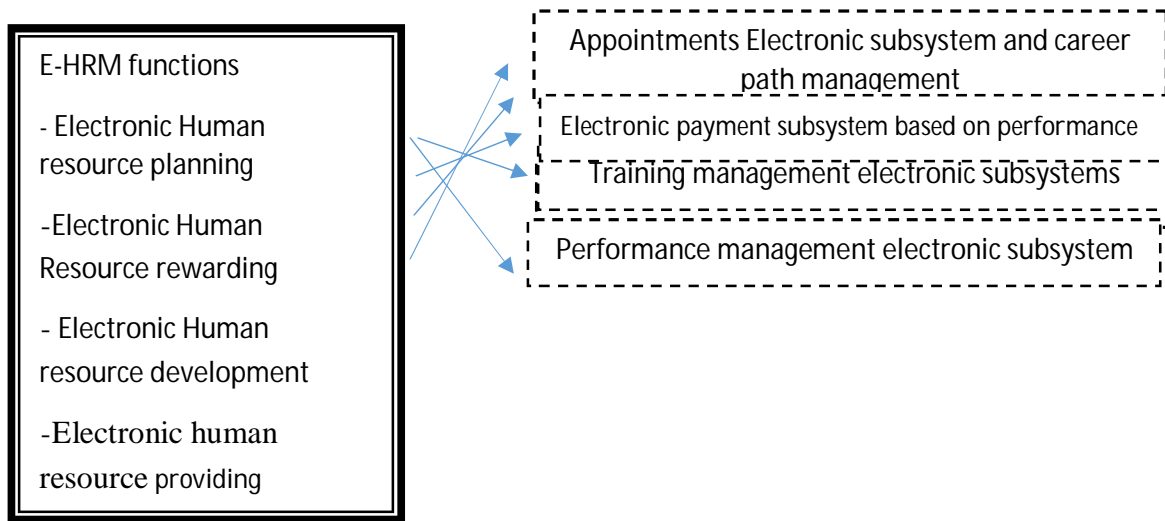 E-HRM functions
- Electronic Human
resource planning
-Electronic Human
Resource rewarding
- Electronic Human
resource development
-Electronic human
resource providing
Appointments Electronic subsystem and career
path management
Electronic payment subsystem based on performance
Training management electronic subsystems
Performance management electronic subsystem